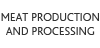 MEAT PRODUCTION
AND PROCESSING